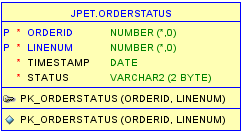 JPET.ORDERSTATUS
P * ORDERID NUMBER (*,0)
P * LINENUM NUMBER (*,0)
* TIMESTAMP DATE
* STATUS VARCHAR2 (2 BYTE)
PK_ORDERSTATUS (ORDERID, LINENUM)
PK_ORDERSTATUS (ORDERID, LINENUM)